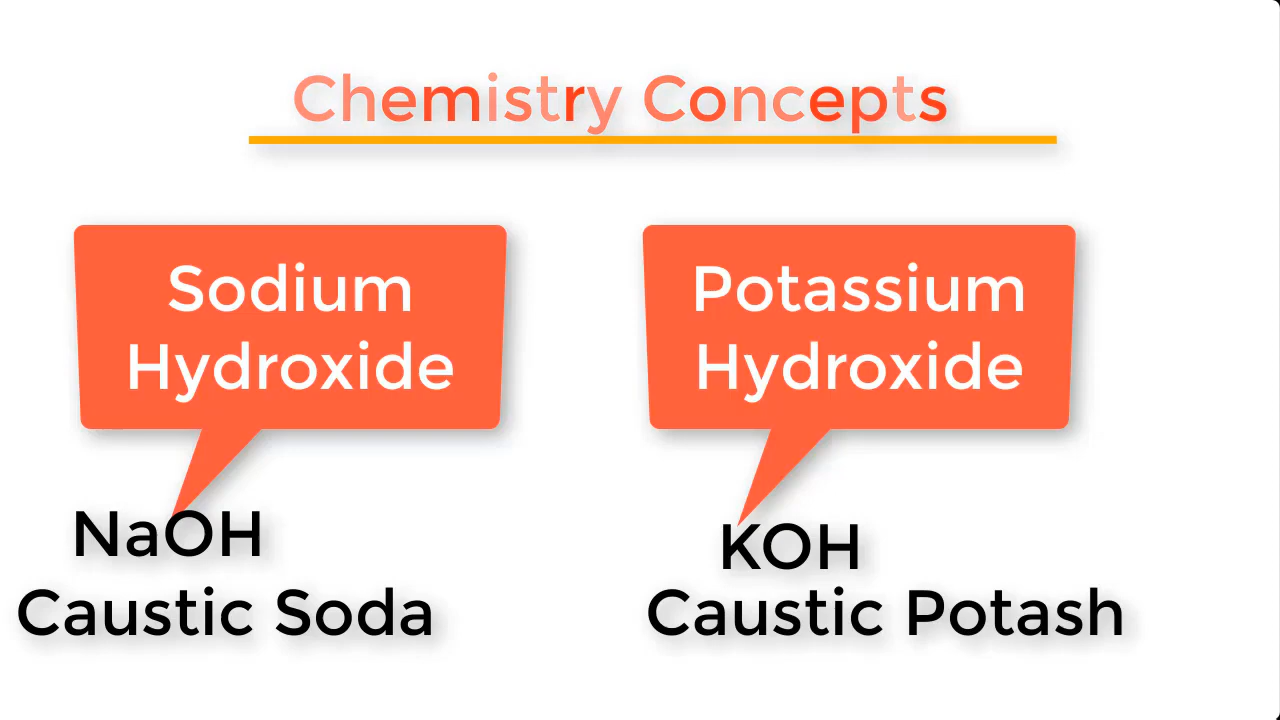 Chemistry Concepts
Sodium
Hydroxide
NaOH
Caustic Soda
Potassium
Hydroxide
KOH
Caustic Potash